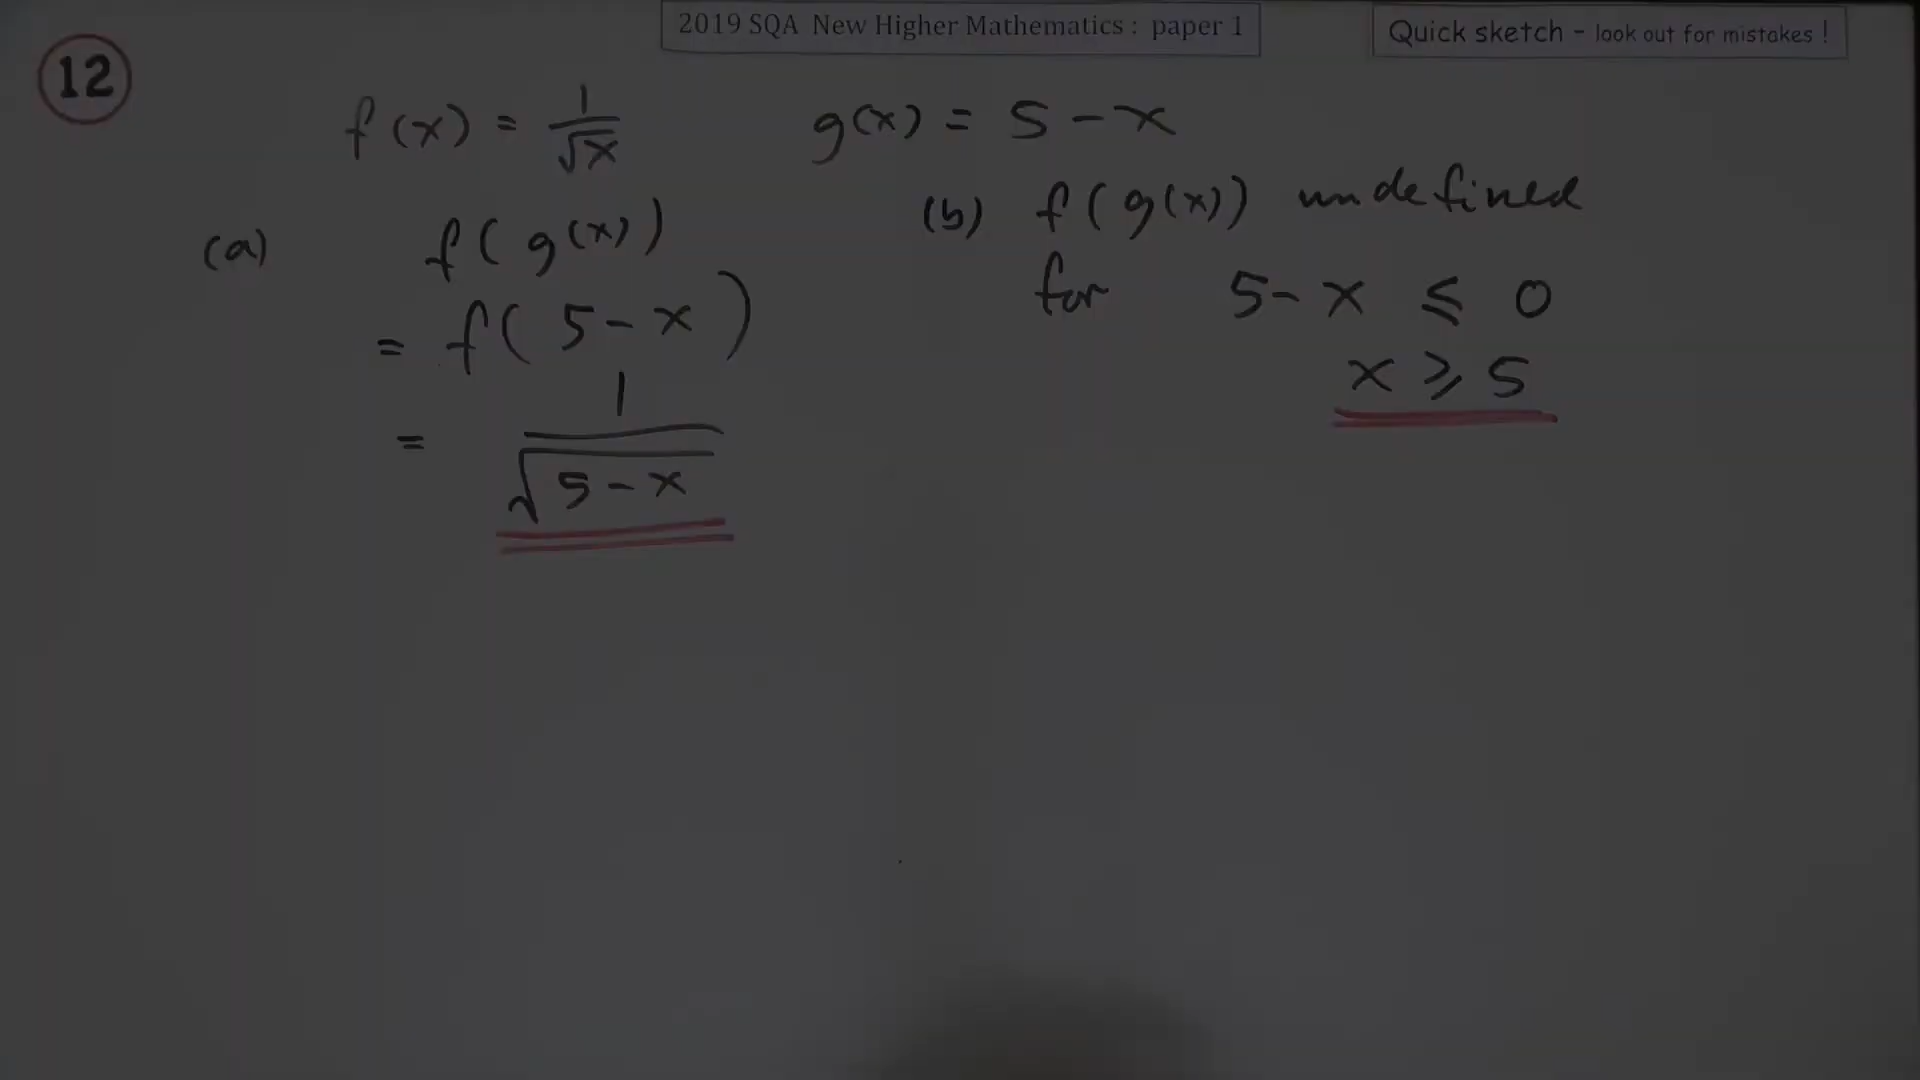 2019 SQA New Higher Mathematics : paper 1
Quick sketch - look out for mistakes !
12
f(x) = 1/√x
g(x) = 5 - x
(a) f(g(x))
= f(5 - x)
= 1/√(5 - x)
(b) f(g(x)) undefined
for 5 - x ≤ 0
x ≥ 5